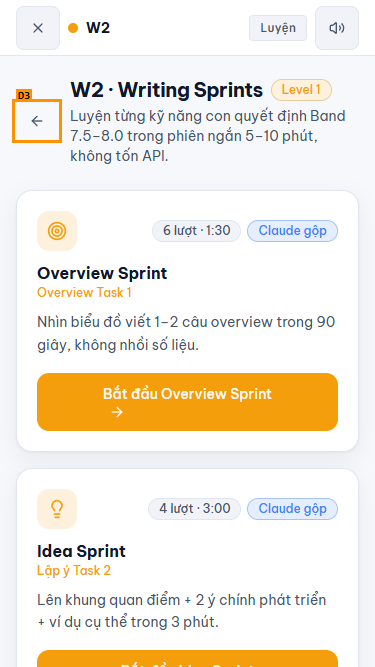 W2
Luyện
D3
W2 · Writing Sprints
Level 1
Luyện từng kỹ năng con quyết định Band
7.5–8.0 trong phiên ngắn 5–10 phút,
không tốn API.
6 lượt · 1:30
Claude gộp
Overview Sprint
Overview Task 1
Nhìn biểu đồ viết 1–2 câu overview trong 90
giây, không nhồi số liệu.
Bắt đầu Overview Sprint
→
4 lượt · 3:00
Claude gộp
Idea Sprint
Lập ý Task 2
Lên khung quan điểm + 2 ý chính phát triển
+ ví dụ cụ thể trong 3 phút.